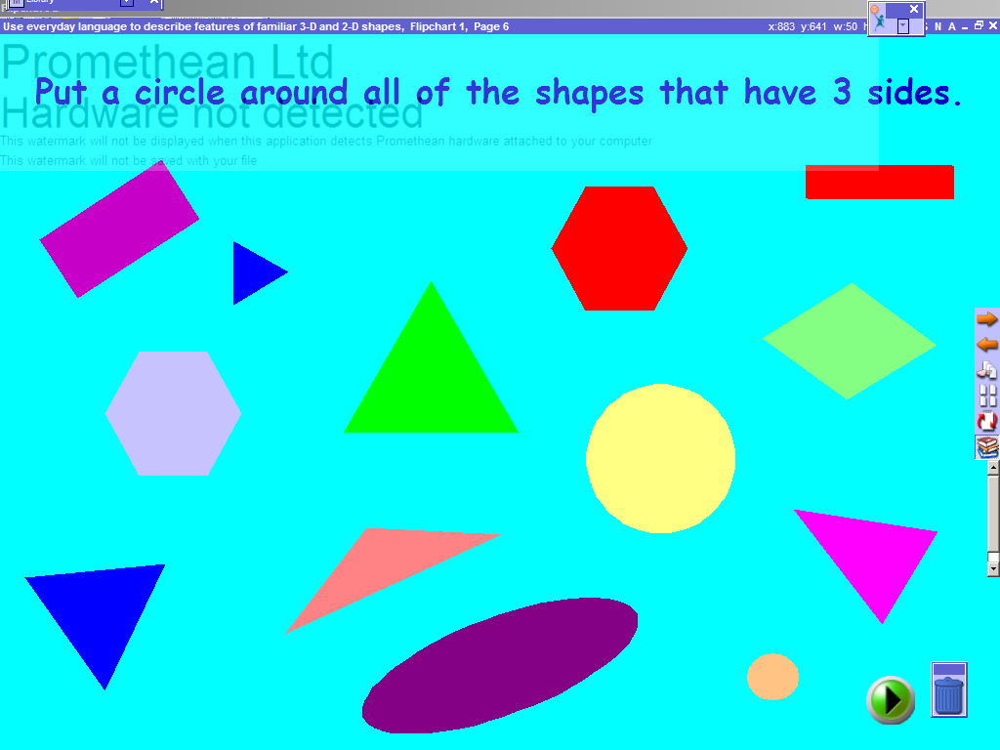 Library
Use everyday language to describe features of familiar 3-D and 2-D shapes, Flipchart 1, Page 6
x:883 y:641 w:50
S N A
Promethean Ltd
Put a circle around all of the shapes that have 3 sides.
Hardware not detected
This watermark will not be displayed when this application detects Promethean hardware attached to your computer
This watermark will not be saved with your file